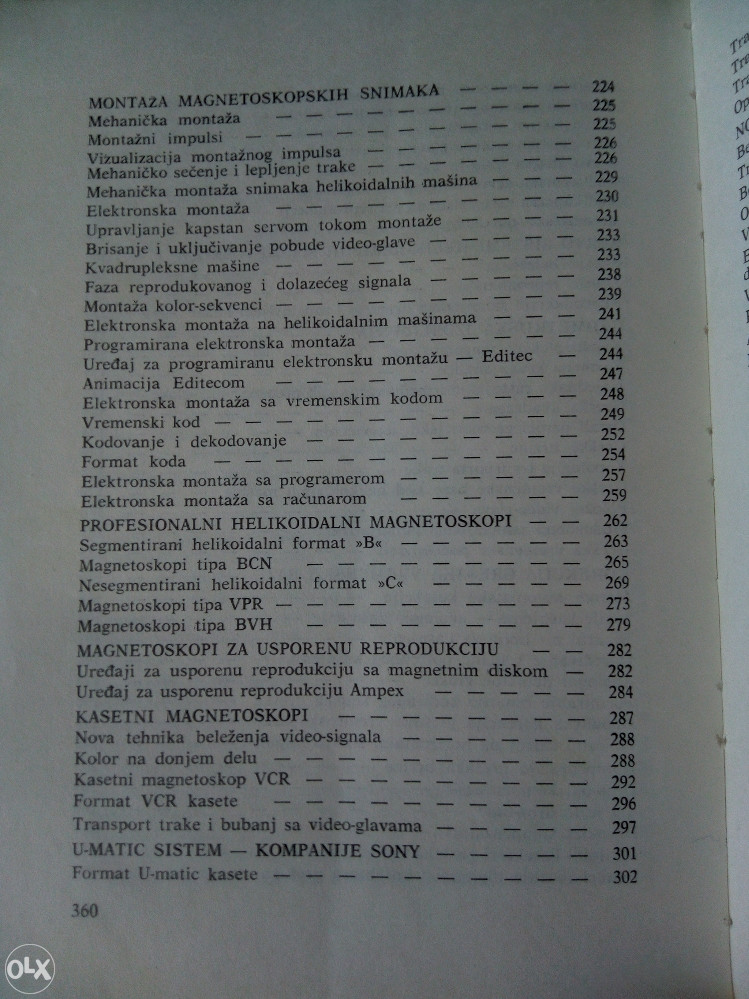 MONTAŽA MAGNETOSKOPSKIH SNIMAKA — — — — — 224
Mehanička montaža — — — — — — — — — 225
Montažni impulsi — — — — — — — — — 225
Vizualizacija montažnog impulsa — — — — — — 226
Mehaničko sečenje i lepljenje trake — — — — — — 226
Mehanička montaža snimaka helikoidalnih mašina — — — 229
Elektronska montaža — — — — — — — — — 230
Upravljanje kapstan servom tokom montaže — — — — 231
Brisanje i uključivanje pobude video-glave — — — — — 233
Kvadrupleksne mašine — — — — — — — — — 233
Faza reprodukovanog i dolazećeg signala — — — — — 238
Montaža kolor-sekvenci — — — — — — — — 239
Elektronska montaža na helikoidalnim mašinama — — — 241
Programirana elektronska montaža — — — — — — 244
Uređaj za programiranu elektronsku montažu — Editec — 244
Animacija Editecom — — — — — — — — — 247
Elektronska montaža sa vremenskim kodom — — — — 248
Vremenski kod — — — — — — — — — — 249
Kodovanje i dekodovanje — — — — — — — — 252
Format koda — — — — — — — — — — 254
Elektronska montaža sa programerom — — — — — 257
Elektronska montaža sa računarom — — — — — — 259
PROFESIONALNI HELIKOIDALNI MAGNETOSKOPI — — 262
Segmentirani helikoidalni format »B« — — — — — 263
Magnetoskopi tipa BCN — — — — — — — — 265
Nesegmentirani helikoidalni format »C« — — — — 269
Magnetoskopi tipa VPR — — — — — — — — 273
Magnetoskopi tipa BVH — — — — — — — — 279
MAGNETOSKOPI ZA USPORENU REPRODUKCIJU — — 282
Uređaji za usporenu reprodukciju sa magnetnim diskom — 282
Uređaj za usporenu reprodukciju Ampex — — — — 284
KASETNI MAGNETOSKOPI — — — — — — — 287
Nova tehnika beleženja video-signala — — — — — 288
Kolor na donjem delu — — — — — — — — 288
Kasetni magnetoskop VCR — — — — — — — 292
Format VCR kasete — — — — — — — — 296
Transport trake i bubanj sa video-glavama — — — — 297
U-MATIC SISTEM — KOMPANIJE SONY — — — — 301
Format U-matic kasete — — — — — — — — 302
360
OLX